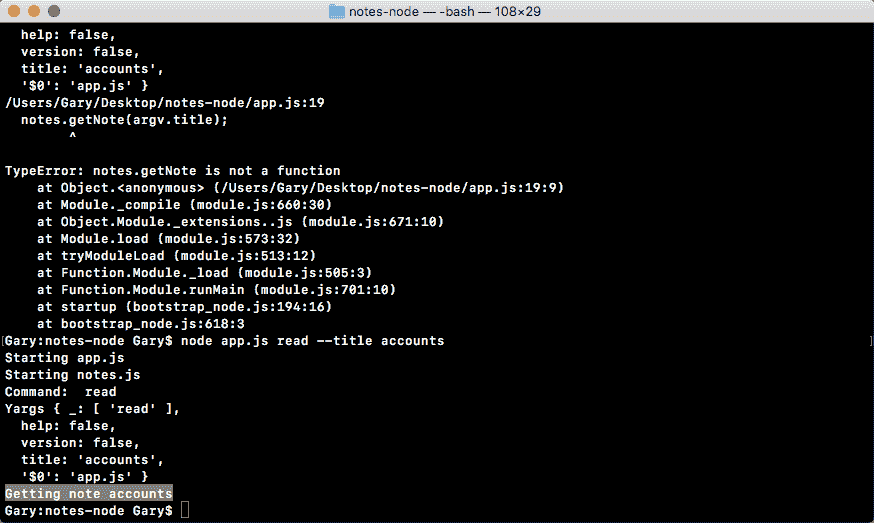 notes-node — -bash — 108×29
  help: false,
  version: false,
  title: 'accounts',
  '$0': 'app.js' }
/Users/Gary/Desktop/notes-node/app.js:19
  notes.getNote(argv.title);
        ^

TypeError: notes.getNote is not a function
    at Object.<anonymous> (/Users/Gary/Desktop/notes-node/app.js:19:9)
    at Module._compile (module.js:660:30)
    at Object.Module._extensions..js (module.js:671:10)
    at Module.load (module.js:573:32)
    at tryModuleLoad (module.js:513:12)
    at Function.Module._load (module.js:505:3)
    at Function.Module.runMain (module.js:701:10)
    at startup (bootstrap_node.js:194:16)
    at bootstrap_node.js:618:3
[Gary:notes-node Gary$ node app.js read --title accounts ]
Starting app.js
Starting notes.js
Command:  read
Yargs { _: [ 'read' ],
  help: false,
  version: false,
  title: 'accounts',
  '$0': 'app.js' }
Getting note accounts
Gary:notes-node Gary$